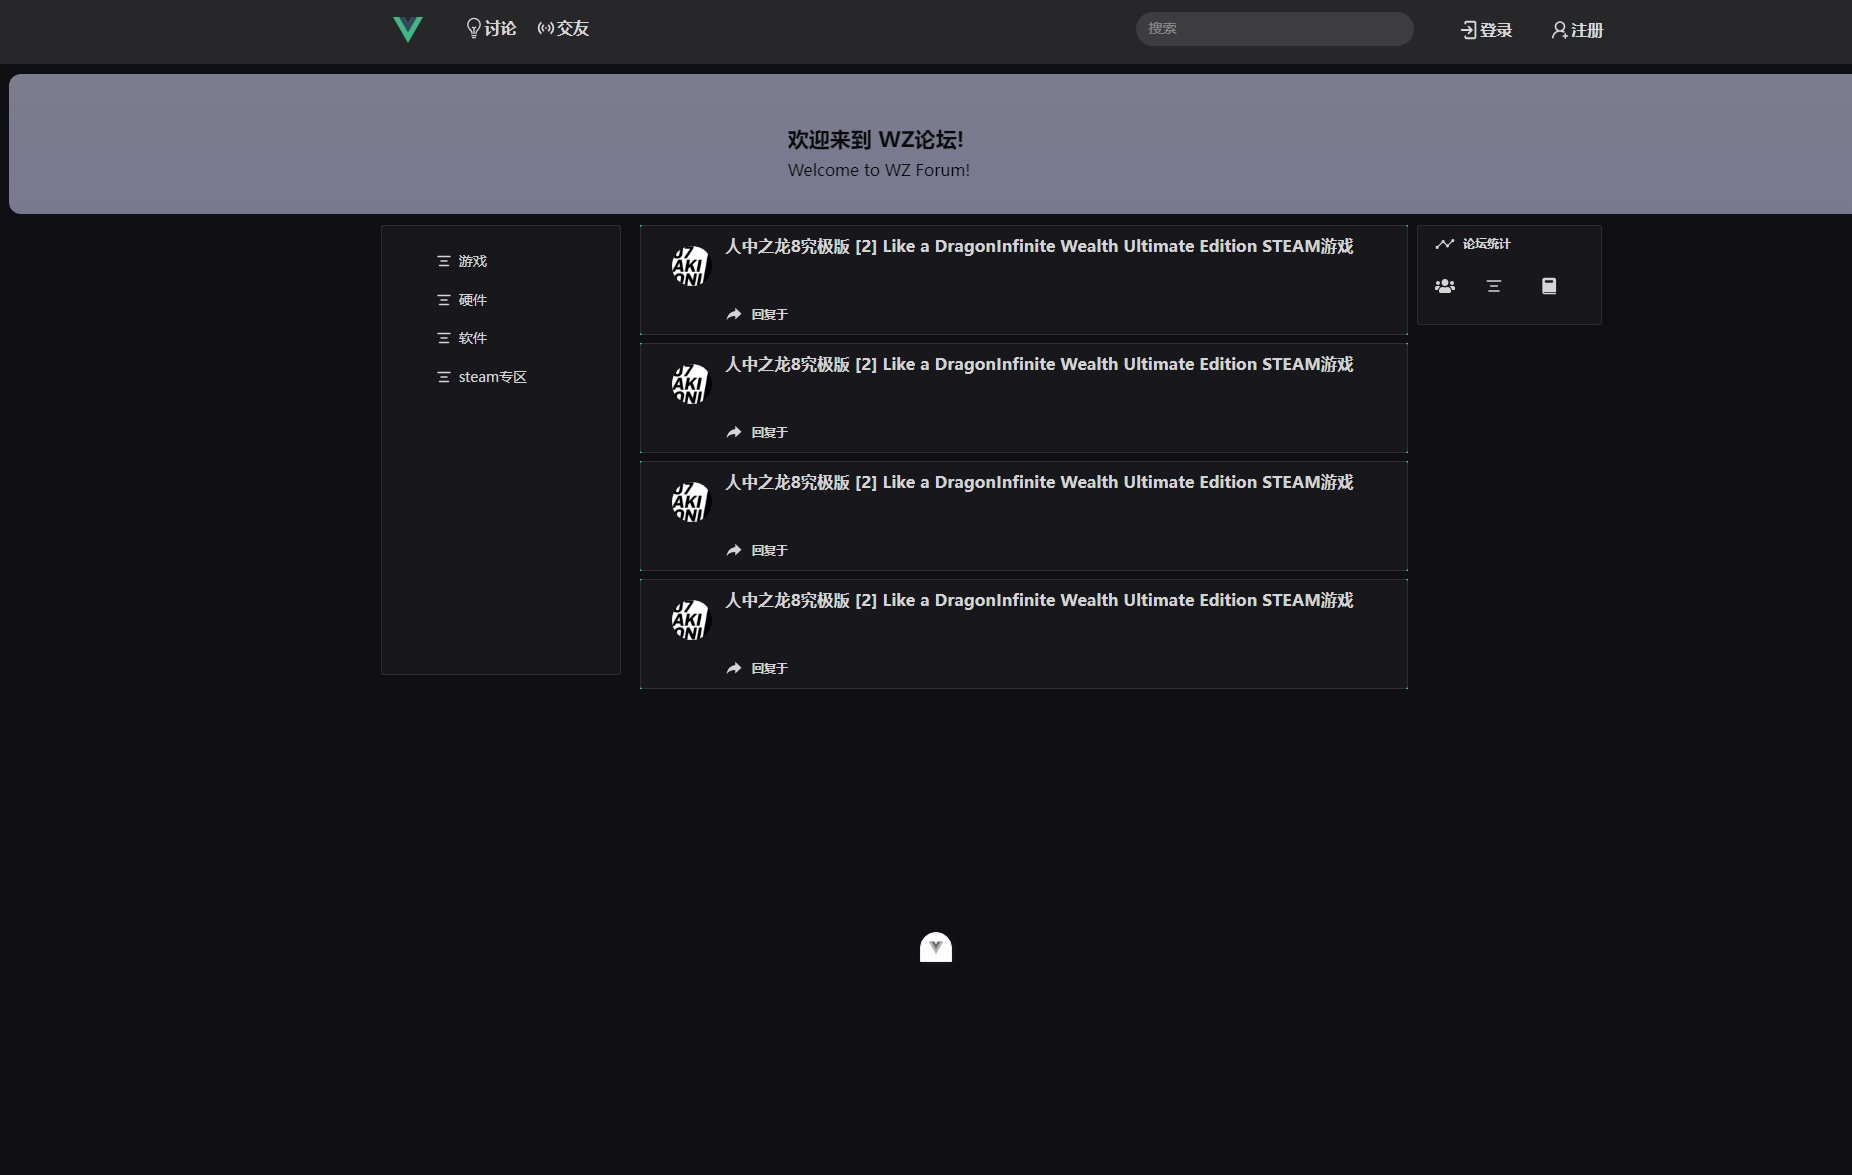 讨论 交友 搜索 登录 注册
欢迎来到 WZ论坛!
Welcome to WZ Forum!
游戏
硬件
软件
steam专区
人中之龙8究极版 [2] Like a DragonInfinite Wealth Ultimate Edition STEAM游戏
AKI
回复于
人中之龙8究极版 [2] Like a DragonInfinite Wealth Ultimate Edition STEAM游戏
AKI
回复于
人中之龙8究极版 [2] Like a DragonInfinite Wealth Ultimate Edition STEAM游戏
AKI
回复于
人中之龙8究极版 [2] Like a DragonInfinite Wealth Ultimate Edition STEAM游戏
AKI
回复于
论坛统计